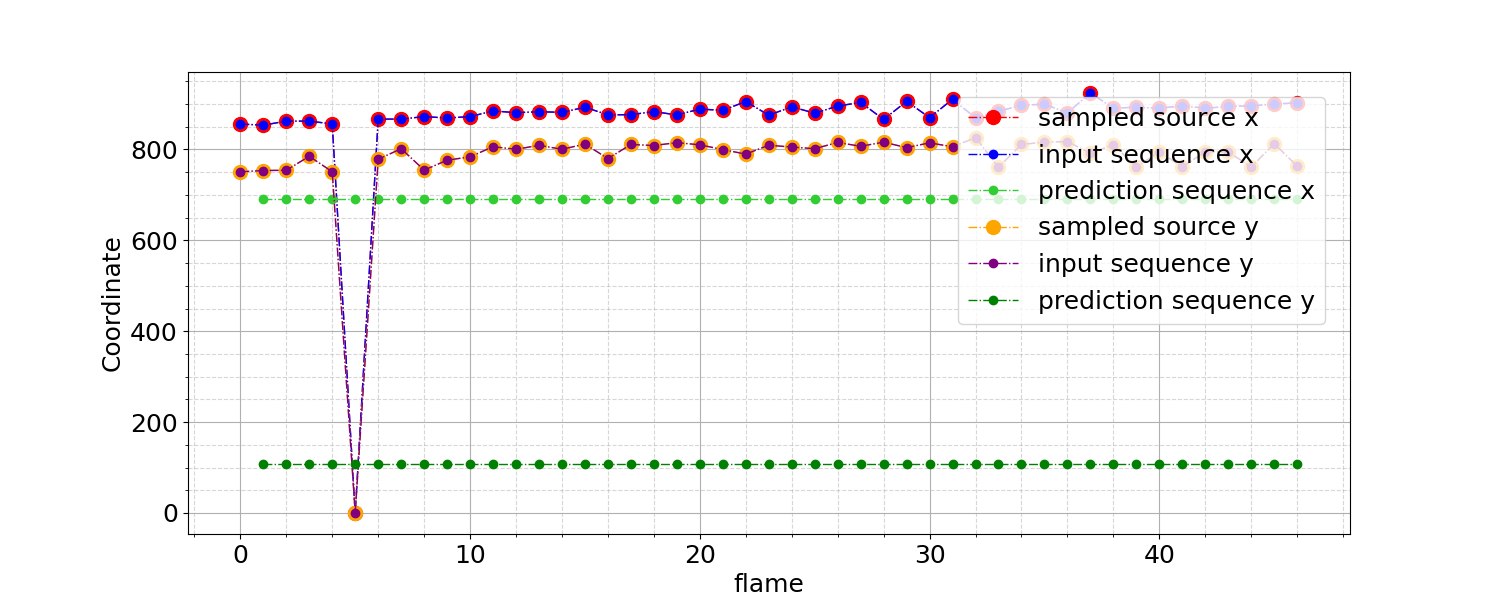 Coordinate
800
600
400
200
0
0 10 20 30 40
flame
sampled source x
input sequence x
prediction sequence x
sampled source y
input sequence y
prediction sequence y